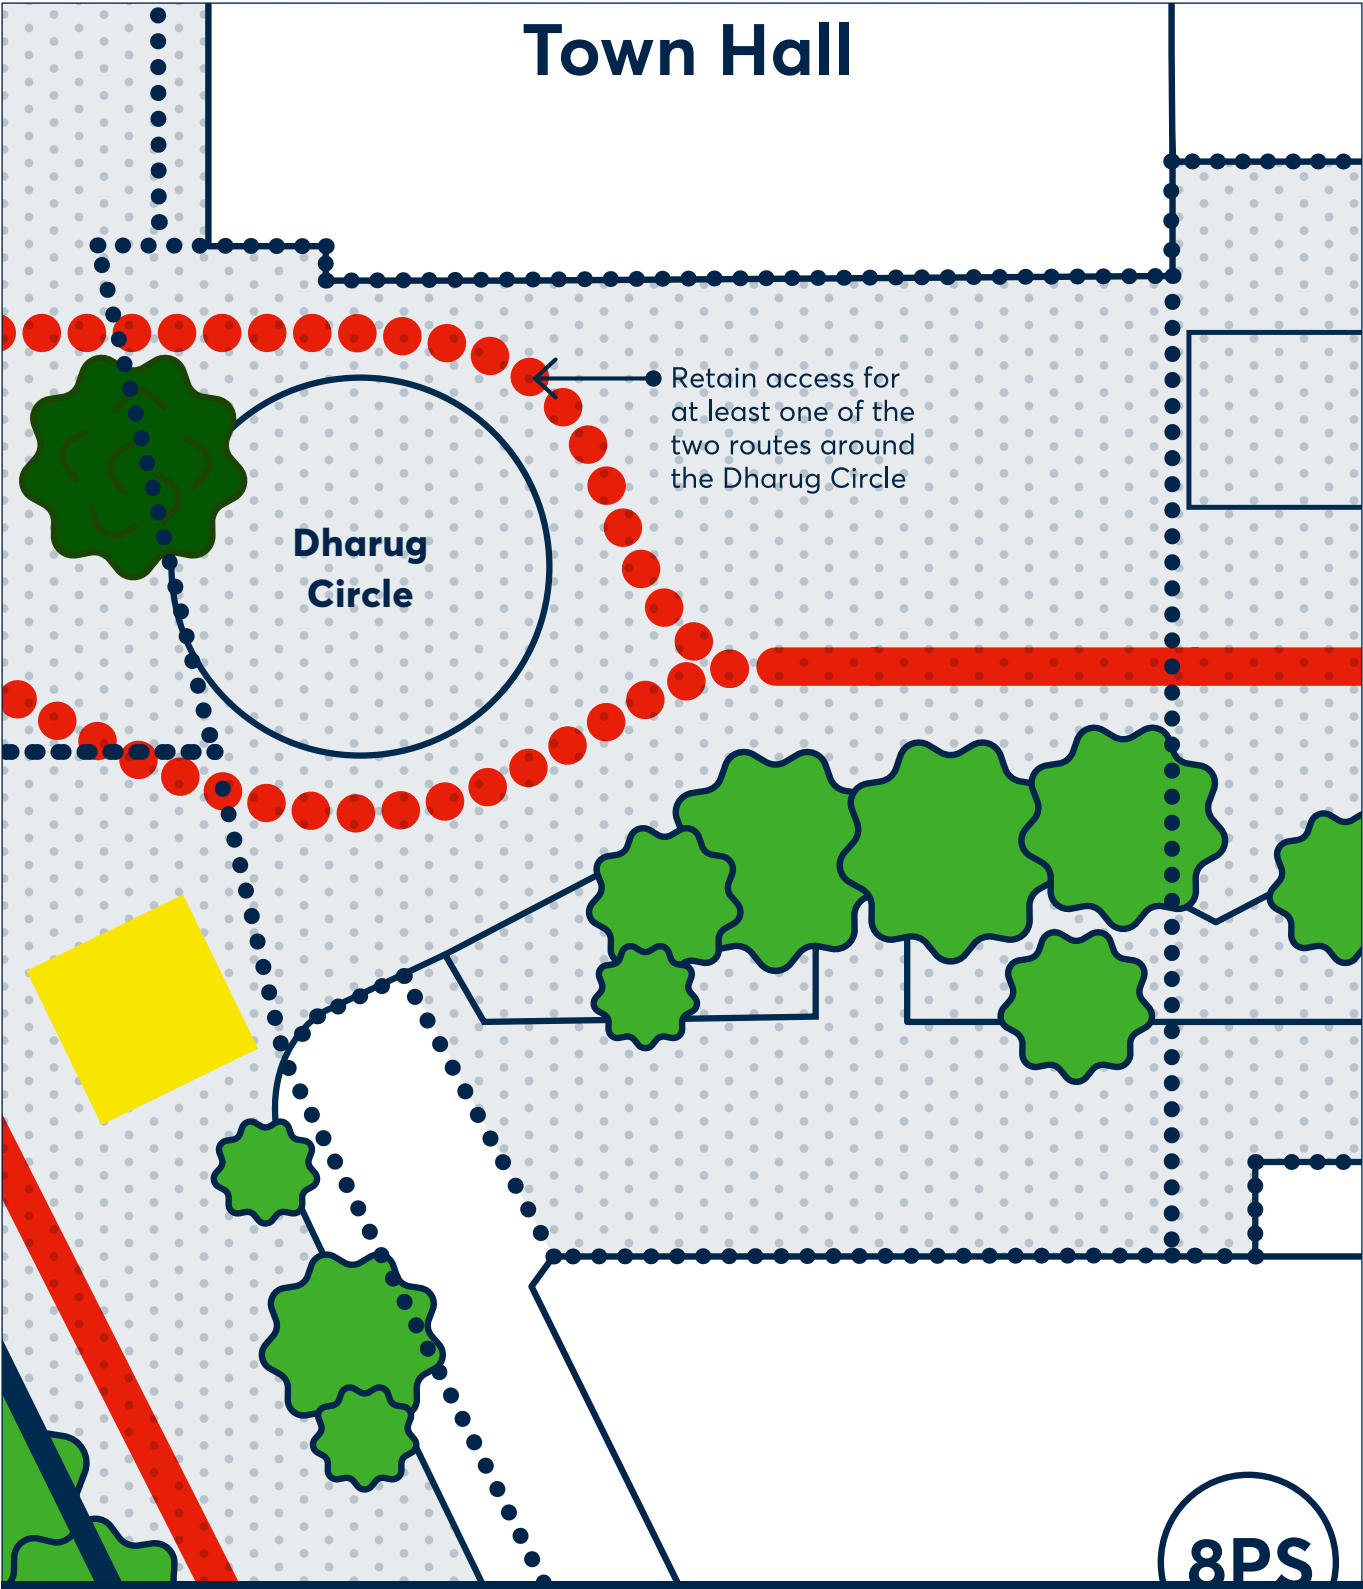 Town Hall
Retain access for
at least one of the
two routes around
the Dharug Circle
Dharug
Circle
8PS